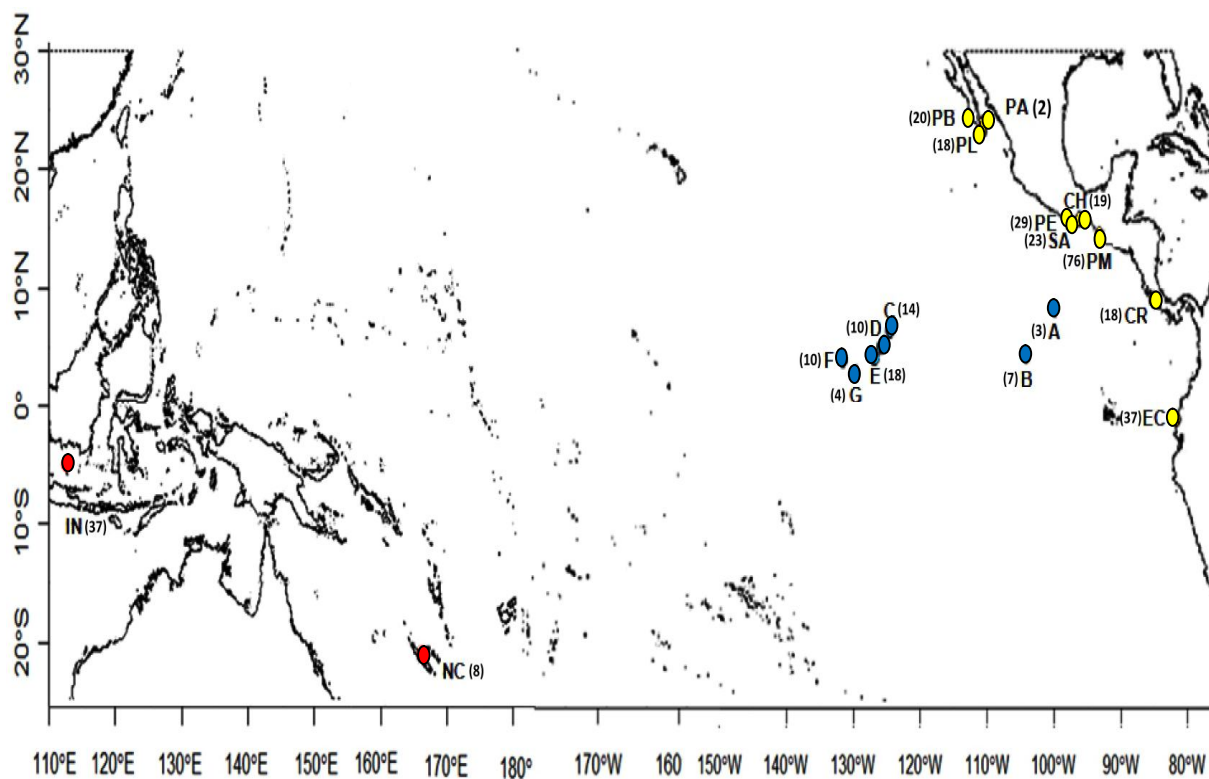 30°N
20°N
10°N
0°
10°S
20°S
(20)PB
PA (2)
(18)PL
CH (19)
(29)PE
(23)SA
(76)PM
(18) CR
C (14)
(10)D
(3)A
(10) F
E (18)
(7) B
(4) G
(37)EC
IN (37)
NC (8)
110°E 120°E 130°E 140°E 150°E 160°E 170°E 180° 170°W 160°W 150°W 140°W 130°W 120°W 110°W 100°W 90°W 80°W